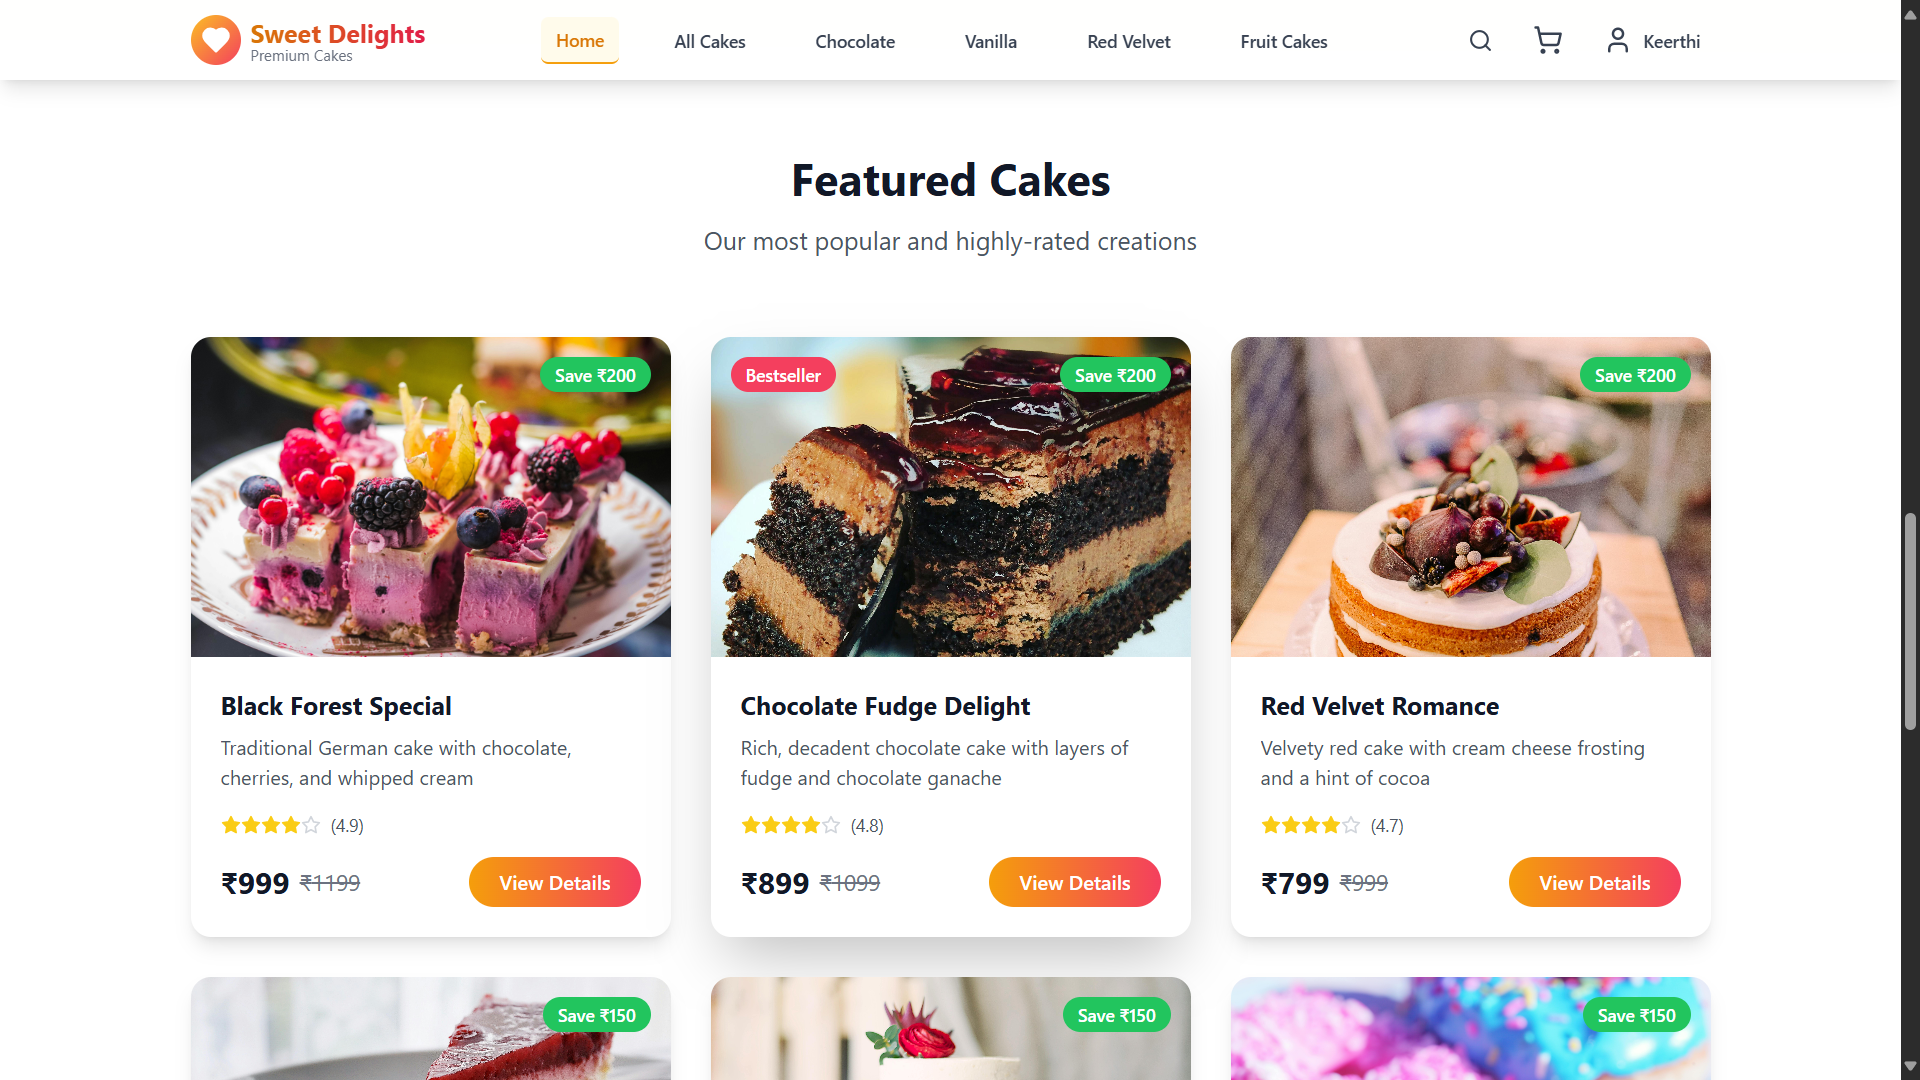 Sweet Delights
Premium Cakes
Home
All Cakes
Chocolate
Vanilla
Red Velvet
Fruit Cakes
Keerthi
Featured Cakes
Our most popular and highly-rated creations
Save ₹200
Bestseller
Save ₹200
Save ₹200
Black Forest Special
Traditional German cake with chocolate,
cherries, and whipped cream
(4.9)
₹999 ₹1199
View Details
Chocolate Fudge Delight
Rich, decadent chocolate cake with layers of
fudge and chocolate ganache
(4.8)
₹899 ₹1099
View Details
Red Velvet Romance
Velvety red cake with cream cheese frosting
and a hint of cocoa
(4.7)
₹799 ₹999
View Details
Save ₹150
Save ₹150
Save ₹150